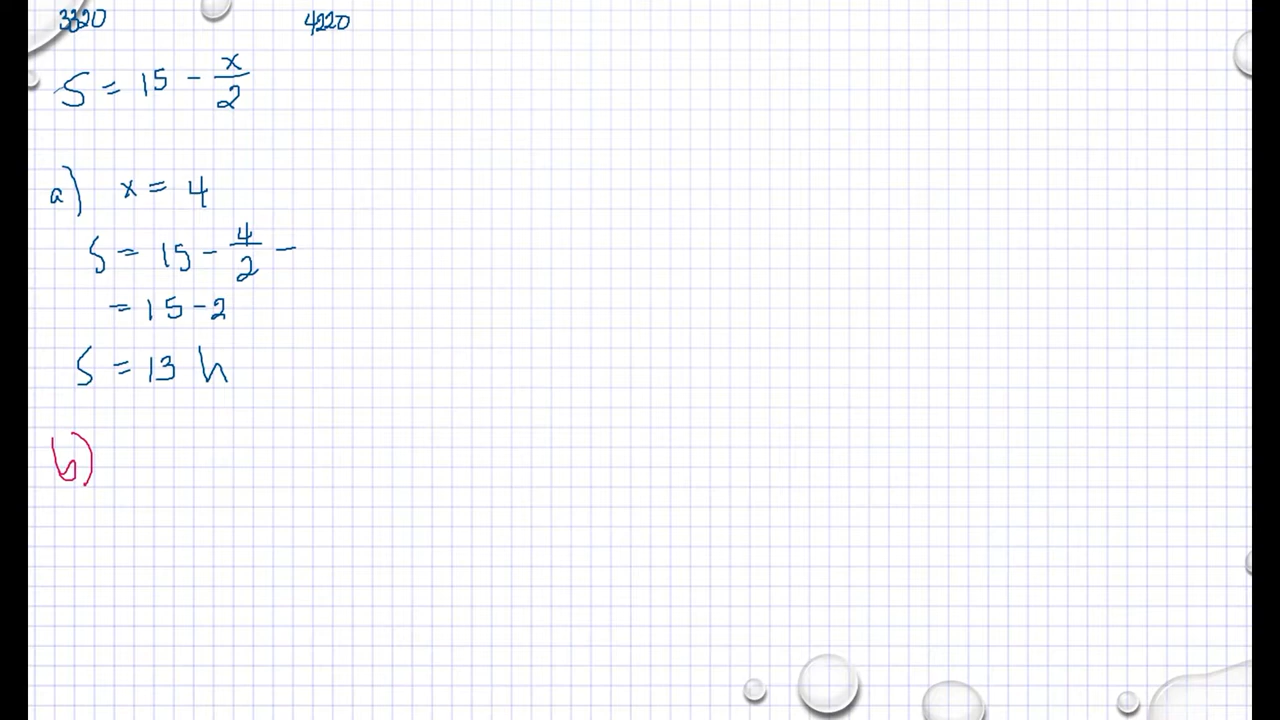 3320 4220
S = 15 - x/2
a) x = 4
S = 15 - 4/2 -
= 15 - 2
S = 13 h
b)